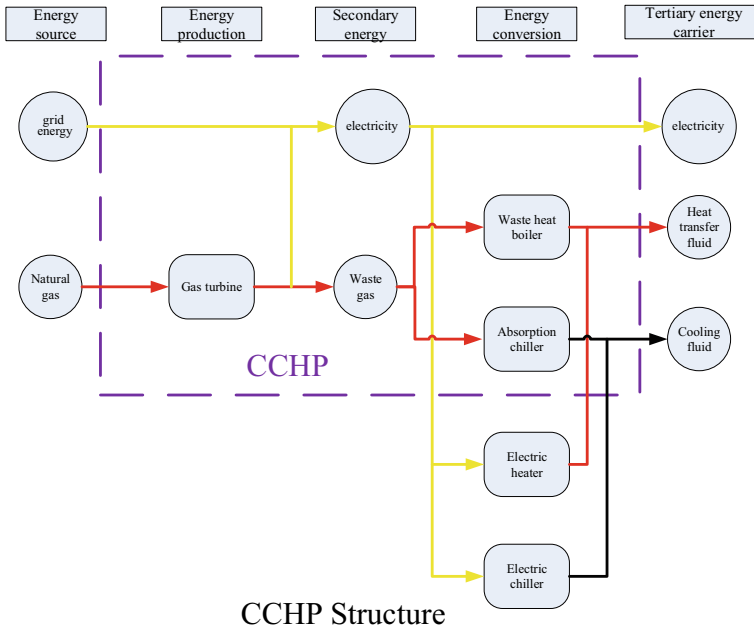 Energy
source
Energy
production
Secondary
energy
Energy
conversion
Tertiary energy
carrier
grid
energy
electricity
electricity
Waste heat
boiler
Heat
transfer
fluid
Natural
gas
Gas turbine
Waste
gas
Absorption
chiller
Cooling
fluid
CCHP
Electric
heater
Electric
chiller
CCHP Structure